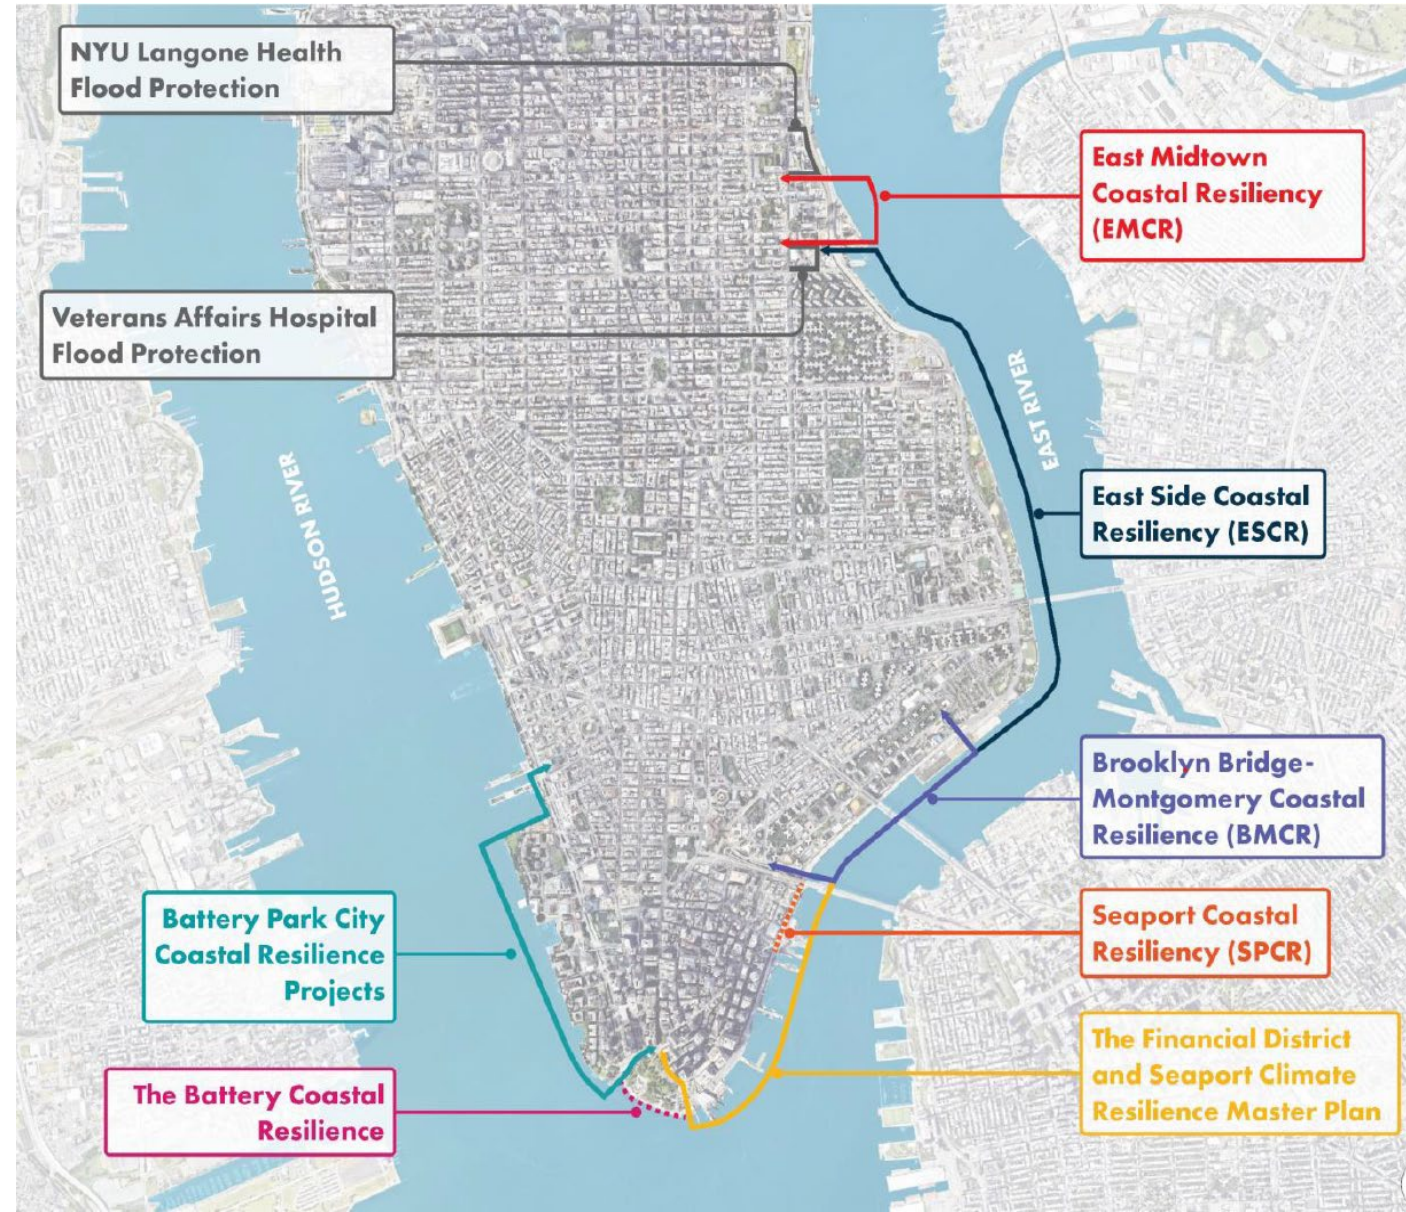 NYU Langone Health
Flood Protection
East Midtown
Coastal Resiliency
(EMCR)
Veterans Affairs Hospital
Flood Protection
EAST RIVER
HUDSON RIVER
East Side Coastal
Resiliency (ESCR)
Brooklyn Bridge-
Montgomery Coastal
Resilience (BMCR)
Battery Park City
Coastal Resilience
Projects
Seaport Coastal
Resiliency (SPCR)
The Financial District
and Seaport Climate
Resilience Master Plan
The Battery Coastal
Resilience